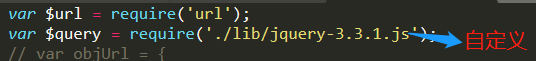 var $url = require('url');
var $query = require('./lib/jquery-3.3.1.js'); 自定义
// var objUrl = {